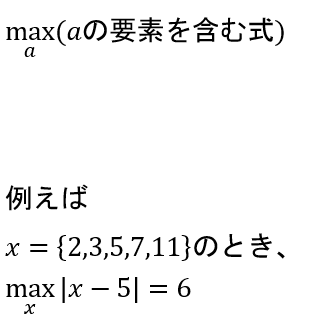 max(aの要素を含む式)
a
例えば
x = {2,3,5,7,11}のとき、
max|x − 5| = 6
x